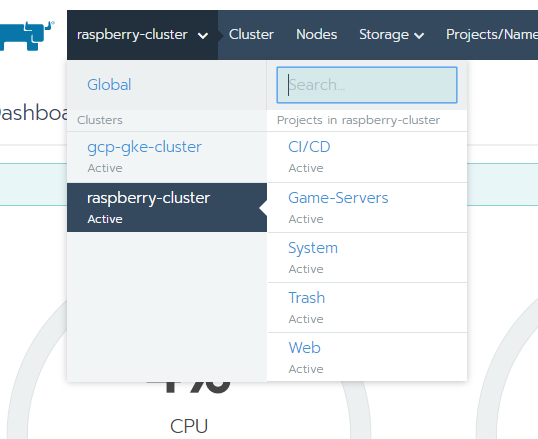 raspberry-cluster Cluster Nodes Storage Projects/Name
Global Search...
Clusters Projects in raspberry-cluster
gcp-gke-cluster CI/CD
Active Active
raspberry-cluster Game-Servers
Active Active
System
Active
Trash
Active
Web
Active
CPU